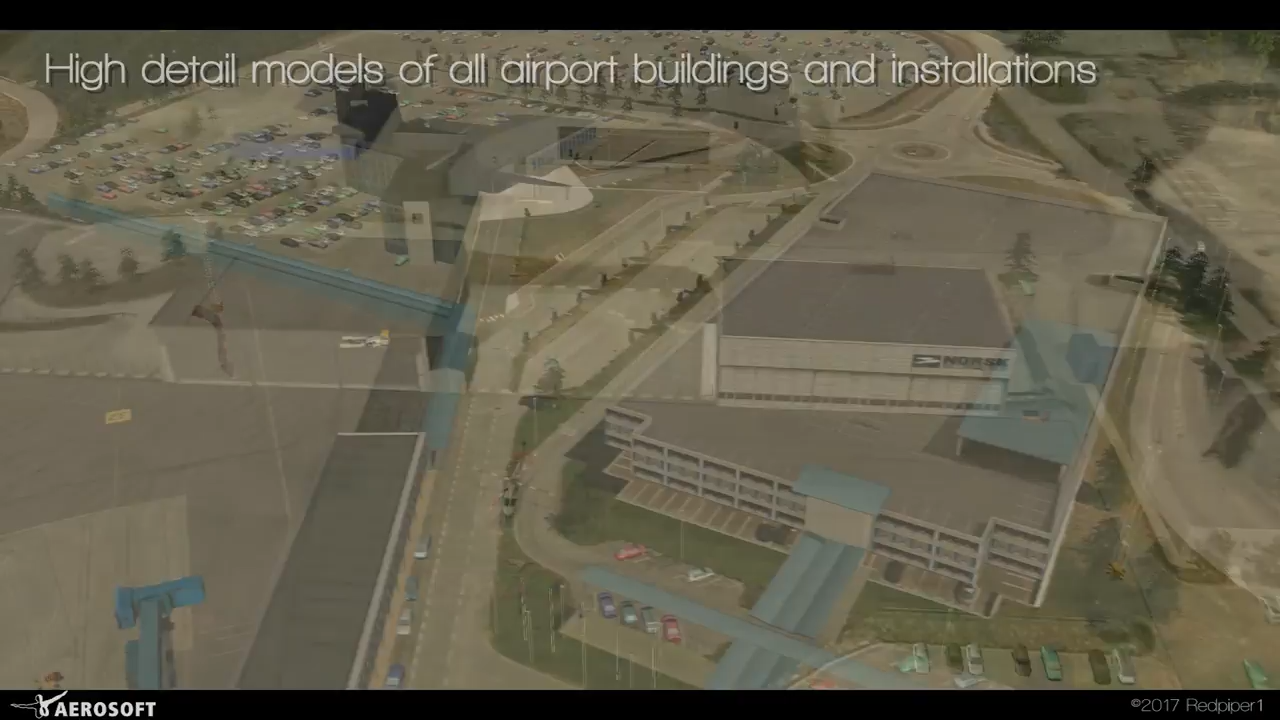 High detail models of all airport buildings and installations
NORSK
AEROSOFT
©2017 Redpiper1